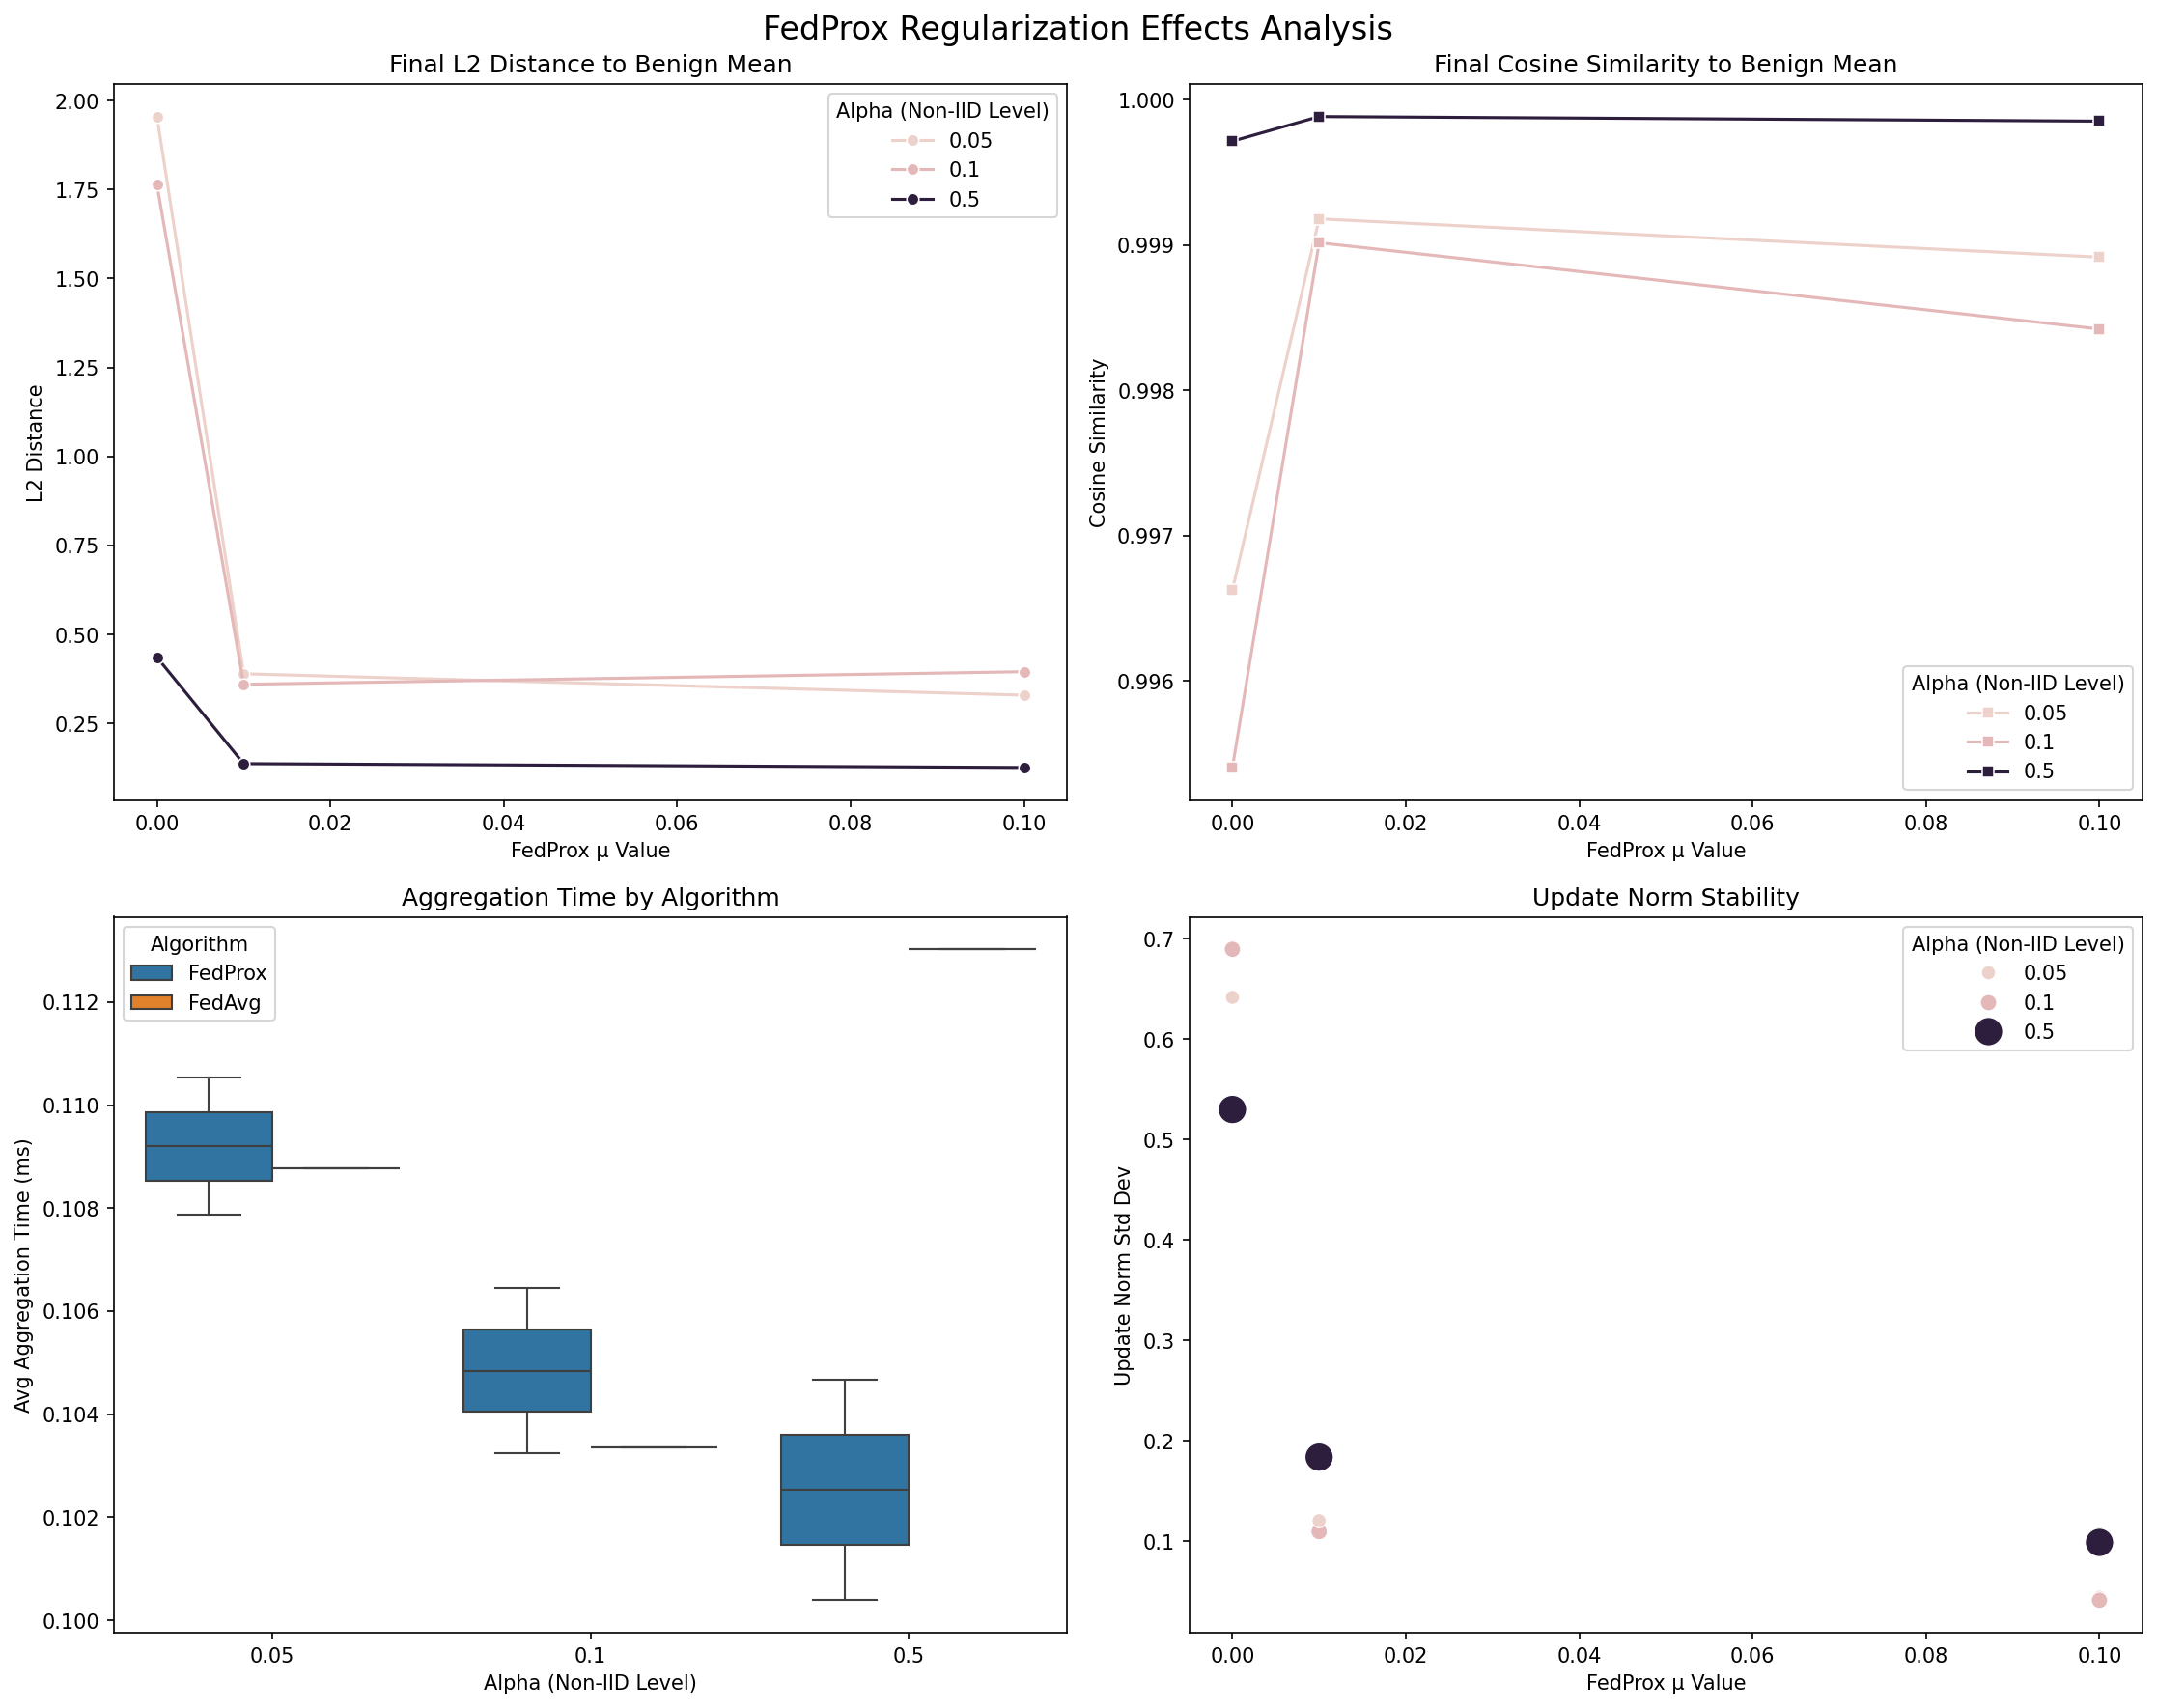 FedProx Regularization Effects Analysis
Final L2 Distance to Benign Mean
L2 Distance
2.00
1.75
1.50
1.25
1.00
0.75
0.50
0.25
Alpha (Non-IID Level)
0.05
0.1
0.5
0.00 0.02 0.04 0.06 0.08 0.10
FedProx μ Value
Final Cosine Similarity to Benign Mean
Cosine Similarity
1.000
0.999
0.998
0.997
0.996
Alpha (Non-IID Level)
0.05
0.1
0.5
0.00 0.02 0.04 0.06 0.08 0.10
FedProx μ Value
Aggregation Time by Algorithm
Avg Aggregation Time (ms)
Algorithm
FedProx
FedAvg
0.112
0.110
0.108
0.106
0.104
0.102
0.100
0.05 0.1 0.5
Alpha (Non-IID Level)
Update Norm Stability
Update Norm Std Dev
0.7
0.6
0.5
0.4
0.3
0.2
0.1
Alpha (Non-IID Level)
0.05
0.1
0.5
0.00 0.02 0.04 0.06 0.08 0.10
FedProx μ Value